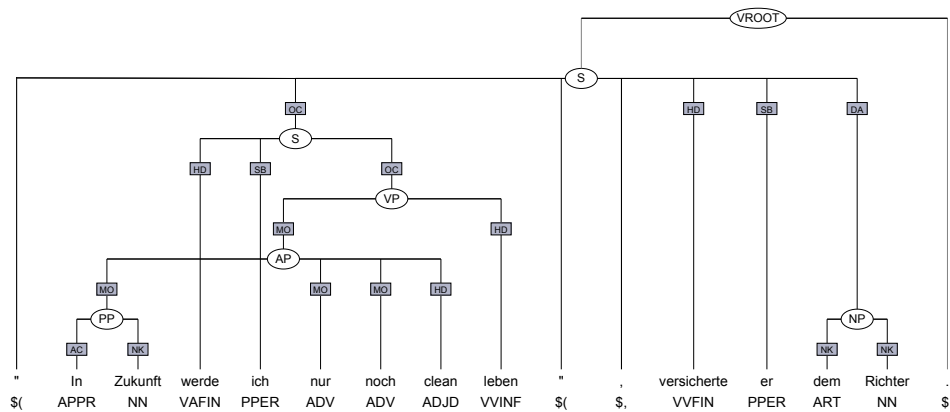 VROOT
S
OC HD SB DA
S
HD SB OC
VP
MO HD
AP
MO MO MO HD
PP NP
AC NK NK NK
" In Zukunft werde ich nur noch clean leben " , versicherte er dem Richter .
$( APPR NN VAFIN PPER ADV ADV ADJD VVINF $( $, VVFIN PPER ART NN $